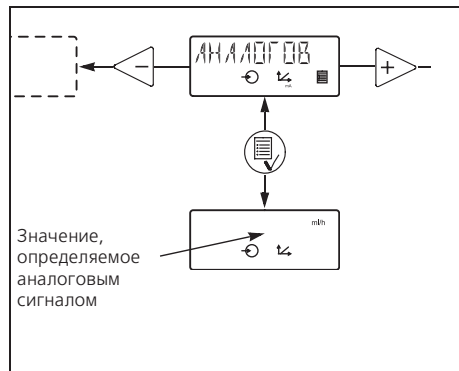 АНАЛОГОВ
mA
ml/h
Значение,
определяемое
аналоговым
сигналом